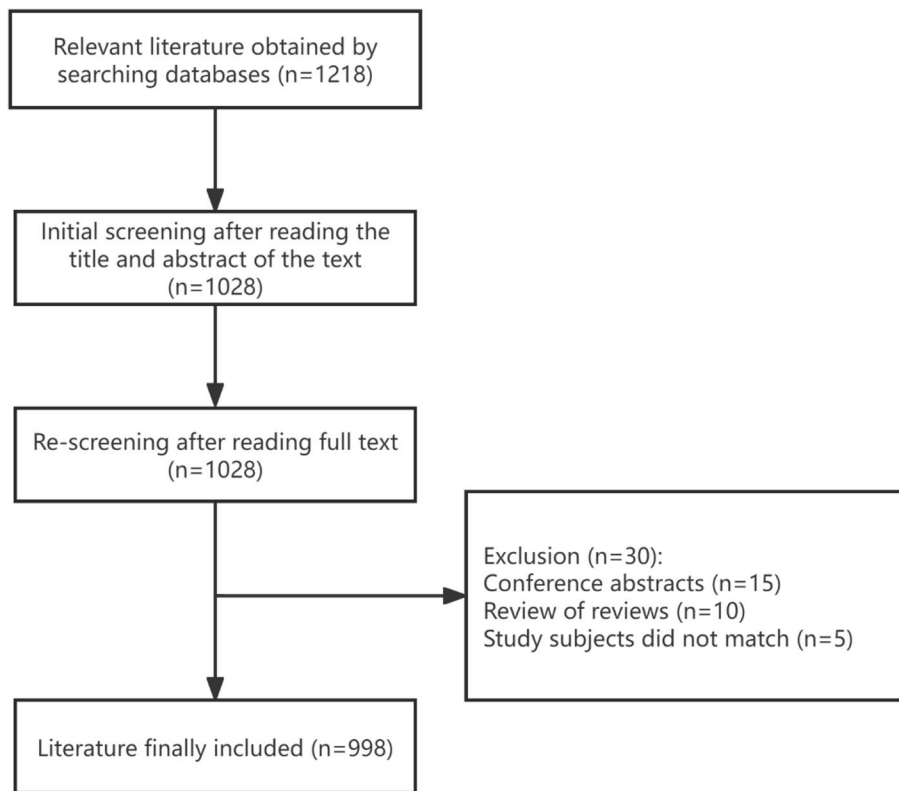 Relevant literature obtained by
searching databases (n=1218)
Initial screening after reading the
title and abstract of the text
(n=1028)
Re-screening after reading full text
(n=1028)
Exclusion (n=30):
Conference abstracts (n=15)
Review of reviews (n=10)
Study subjects did not match (n=5)
Literature finally included (n=998)